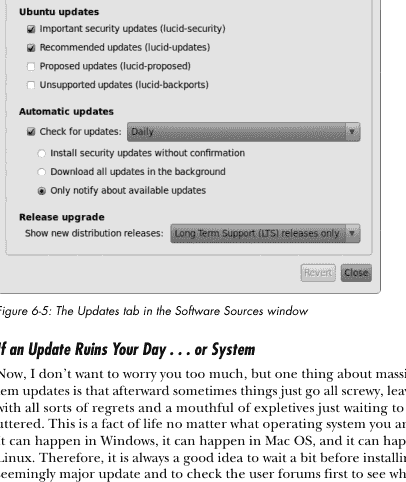 Ubuntu updates
Important security updates (lucid-security)
Recommended updates (lucid-updates)
Proposed updates (lucid-proposed)
Unsupported updates (lucid-backports)
Automatic updates
Check for updates: Daily
Install security updates without confirmation
Download all updates in the background
Only notify about available updates
Release upgrade
Show new distribution releases: Long Term Support (LTS) releases only
Revert Close
Figure 6-5: The Updates tab in the Software Sources window
If an Update Ruins Your Day . . . or System
Now, I don't want to worry you too much, but one thing about massi
tem updates is that afterward sometimes things just go all screwy, lea
with all sorts of regrets and a mouthful of expletives just waiting to
uttered. This is a fact of life no matter what operating system you a
it can happen in Windows, it can happen in Mac OS, and it can hap
Linux. Therefore, it is always a good idea to wait a bit before installin
seemingly major update and to check the user forums first to see wh